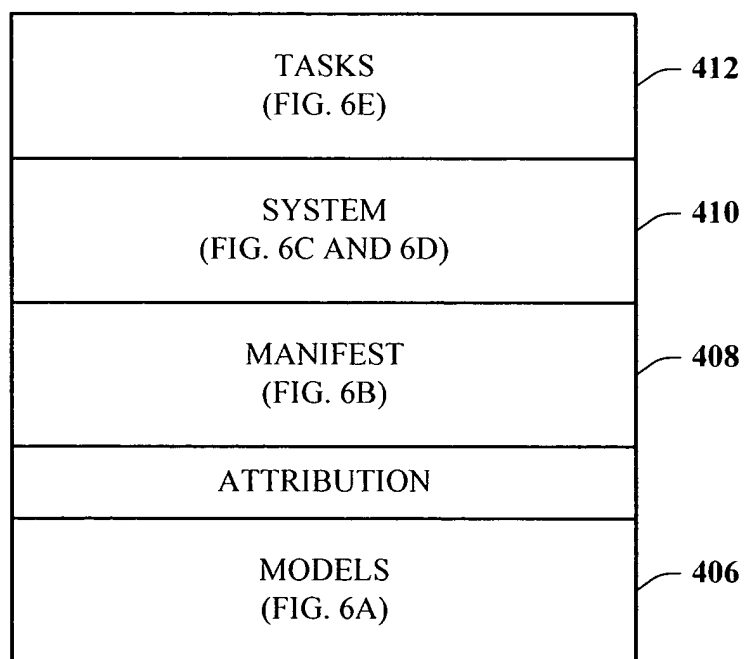 TASKS
(FIG. 6E)
412
SYSTEM
(FIG. 6C AND 6D)
410
MANIFEST
(FIG. 6B)
408
ATTRIBUTION
MODELS
(FIG. 6A)
406